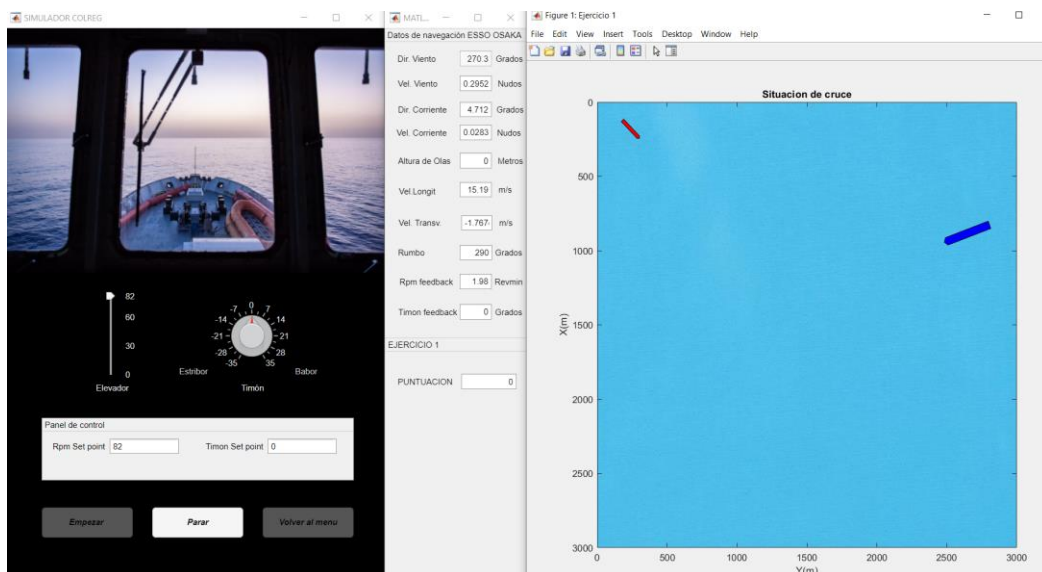 SIMULADOR COLREG
82
60
30
0
Elevador
-35
-28
-21
-14
-7
0
7
14
21
28
35
Estribor
Babor
Timón
Panel de control
Rpm Set point 82
Timon Set point 0
Empezar
Parar
Volver al menu
MATL...
Datos de navegación ESSO OSAKA
Dir. Viento 270.3 Grados
Vel. Viento 0.2952 Nudos
Dir. Corriente 4.712 Grados
Vel. Corriente 0.0283 Nudos
Altura de Olas 0 Metros
Vel.Longit 15.19 m/s
Vel. Transv. -1.767 m/s
Rumbo 290 Grados
Rpm feedback 1.98 Revmin
Timon feedback 0 Grados
EJERCICIO 1
PUNTUACION 0
Figure 1: Ejercicio 1
File Edit View Insert Tools Desktop Window Help
Situacion de cruce
0
500
1000
1500
2000
2500
3000
X(m)
0 500 1000 1500 2000 2500 3000
Y(m)